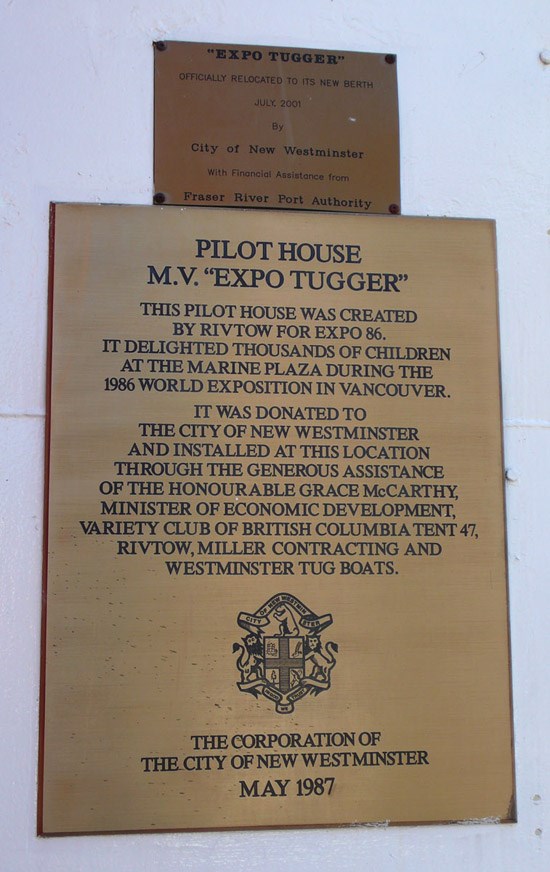 "EXPO TUGGER"
OFFICIALLY RELOCATED TO ITS NEW BERTH
JULY, 2001
By
City of New Westminster
With Financial Assistance from
Fraser River Port Authority
PILOT HOUSE
M.V. "EXPO TUGGER"
THIS PILOT HOUSE WAS CREATED
BY RIVTOW FOR EXPO 86.
IT DELIGHTED THOUSANDS OF CHILDREN
AT THE MARINE PLAZA DURING THE
1986 WORLD EXPOSITION IN VANCOUVER.
IT WAS DONATED TO
THE CITY OF NEW WESTMINSTER
AND INSTALLED AT THIS LOCATION
THROUGH THE GENEROUS ASSISTANCE
OF THE HONOURABLE GRACE McCARTHY,
MINISTER OF ECONOMIC DEVELOPMENT,
VARIETY CLUB OF BRITISH COLUMBIA TENT 47,
RIVTOW, MILLER CONTRACTING AND
WESTMINSTER TUG BOATS.
CITY OF NEW WESTMINSTER
THE CORPORATION OF
THE CITY OF NEW WESTMINSTER
MAY 1987